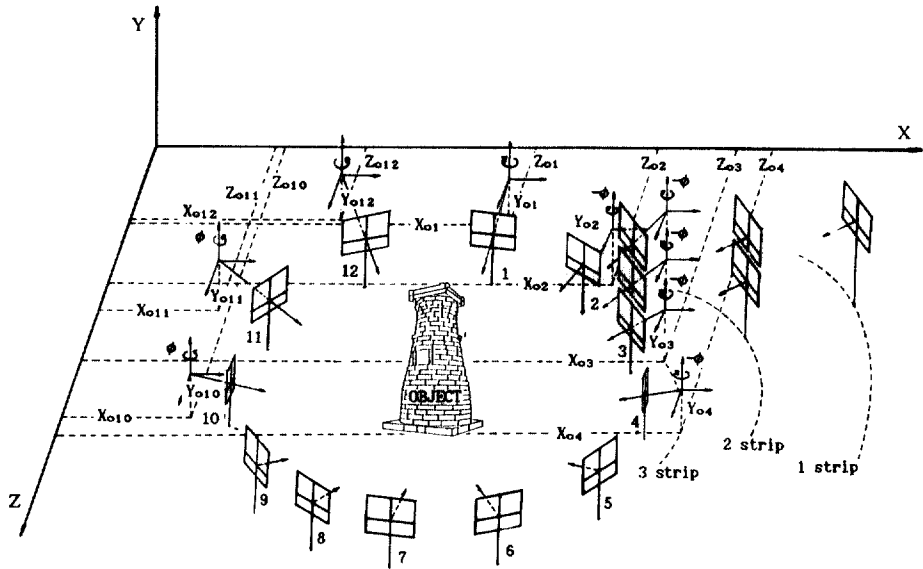 Y
X
Zo12
Zo1
Zo2
Zo3
Zo4
Zo11
Zo10
Xo12
Yo12
Xo1
Yo1
Yo2
φ
-φ
12
1
Xo2
2
-φ
Yo11
Xo11
11
-φ
3
Yo3
φ
Xo3
-φ
Yo10
Xo10
10
OBJECT
Xo4
4
Yo4
2 strip
3 strip
1 strip
Z
9
5
8
7
6